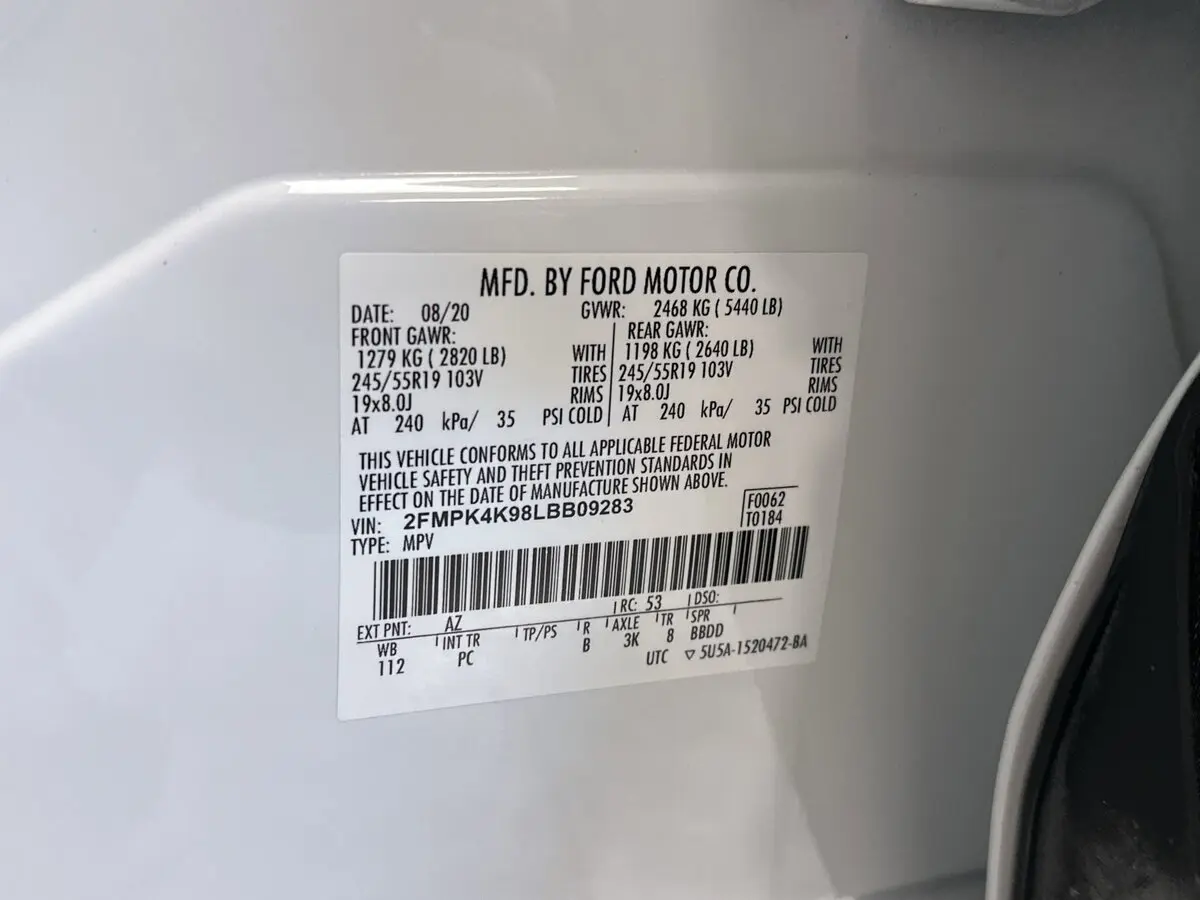 MFD. BY FORD MOTOR CO.
DATE: 08/20 GVWR: 2468 KG ( 5440 LB)
FRONT GAWR: REAR GAWR:
1279 KG ( 2820 LB) WITH 1198 KG ( 2640 LB) WITH
245/55R19 103V TIRES 245/55R19 103V TIRES
19x8.0J RIMS 19x8.0J RIMS
AT 240 kPa/ 35 PSI COLD AT 240 kPa/ 35 PSI COLD
THIS VEHICLE CONFORMS TO ALL APPLICABLE FEDERAL MOTOR
VEHICLE SAFETY AND THEFT PREVENTION STANDARDS IN
EFFECT ON THE DATE OF MANUFACTURE SHOWN ABOVE.
VIN: 2FMPK4K98LBB09283 F0062
TYPE: MPV T0184
EXT PNT: AZ RC: 53 DSO:
WB INT TR TP/PS R AXLE TR SPR
112 PC B 3K 8 BBDD
UTC ▽ 5U5A-1520472-BA